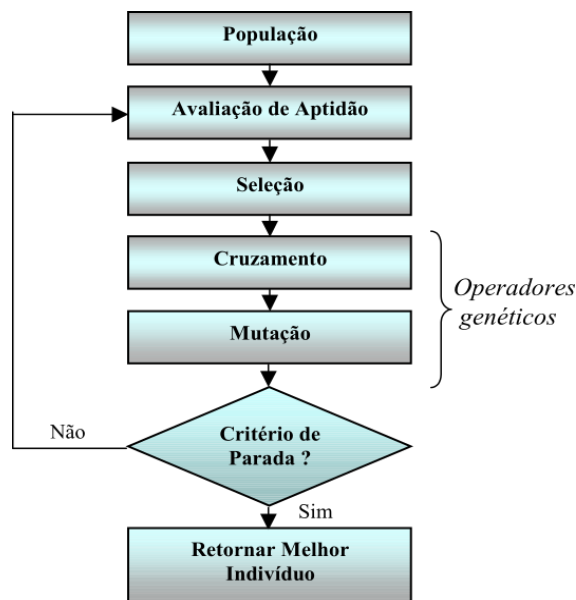 População
Avaliação de Aptidão
Seleção
Cruzamento
Operadores
genéticos
Mutação
Critério de
Parada ?
Não
Sim
Retornar Melhor
Indivíduo